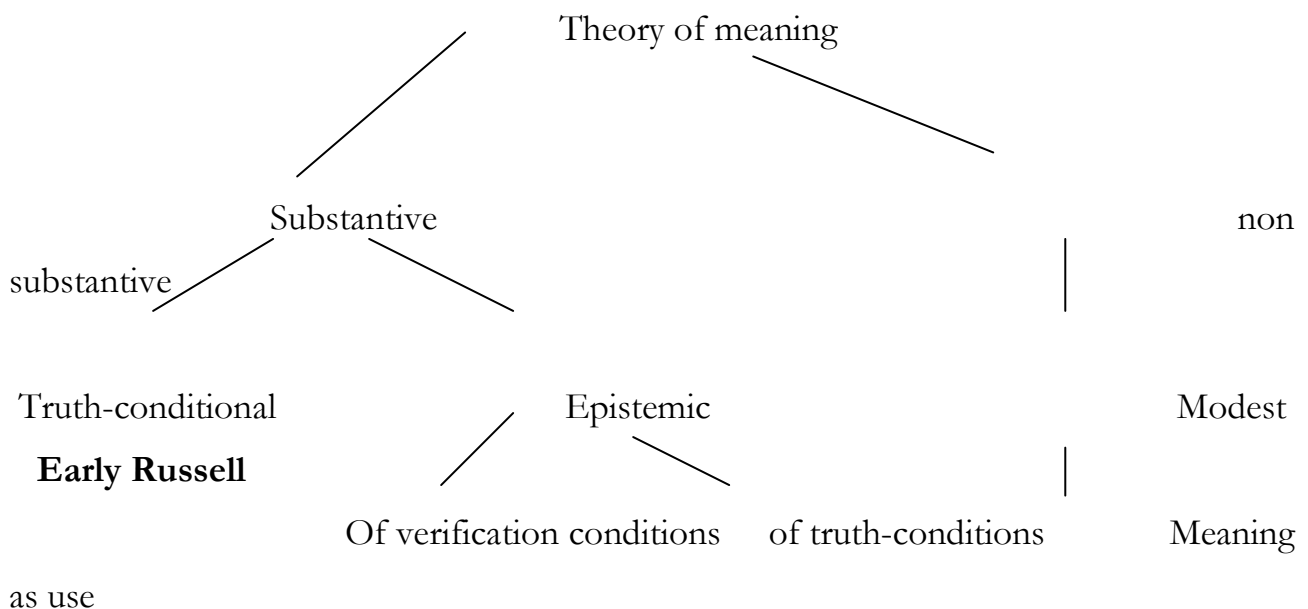 Theory of meaning
Substantive non
substantive
Truth-conditional Epistemic Modest
Early Russell
Of verification conditions of truth-conditions Meaning
as use